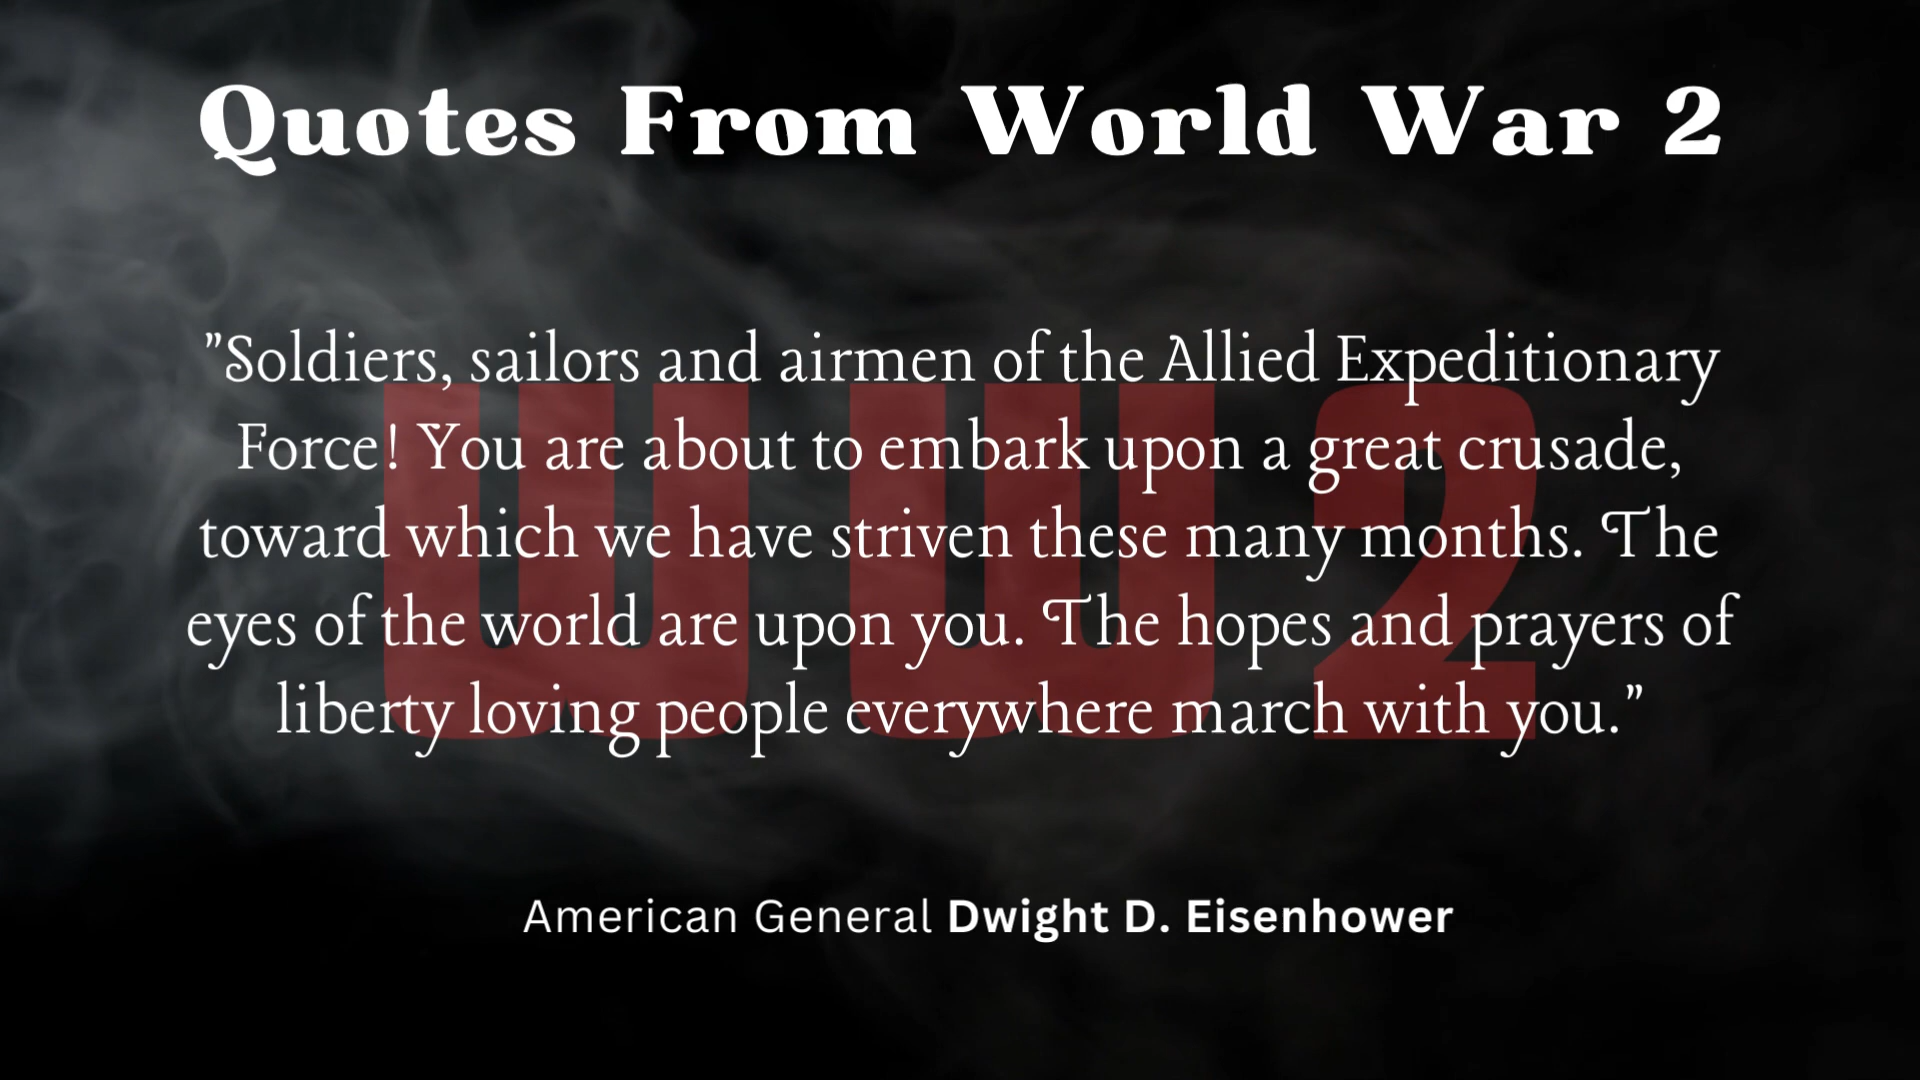 Quotes From World War 2
"Soldiers, sailors and airmen of the Allied Expeditionary
Force! You are about to embark upon a great crusade,
toward which we have striven these many months. The
eyes of the world are upon you. The hopes and prayers of
liberty loving people everywhere march with you."
WW2
American General Dwight D. Eisenhower